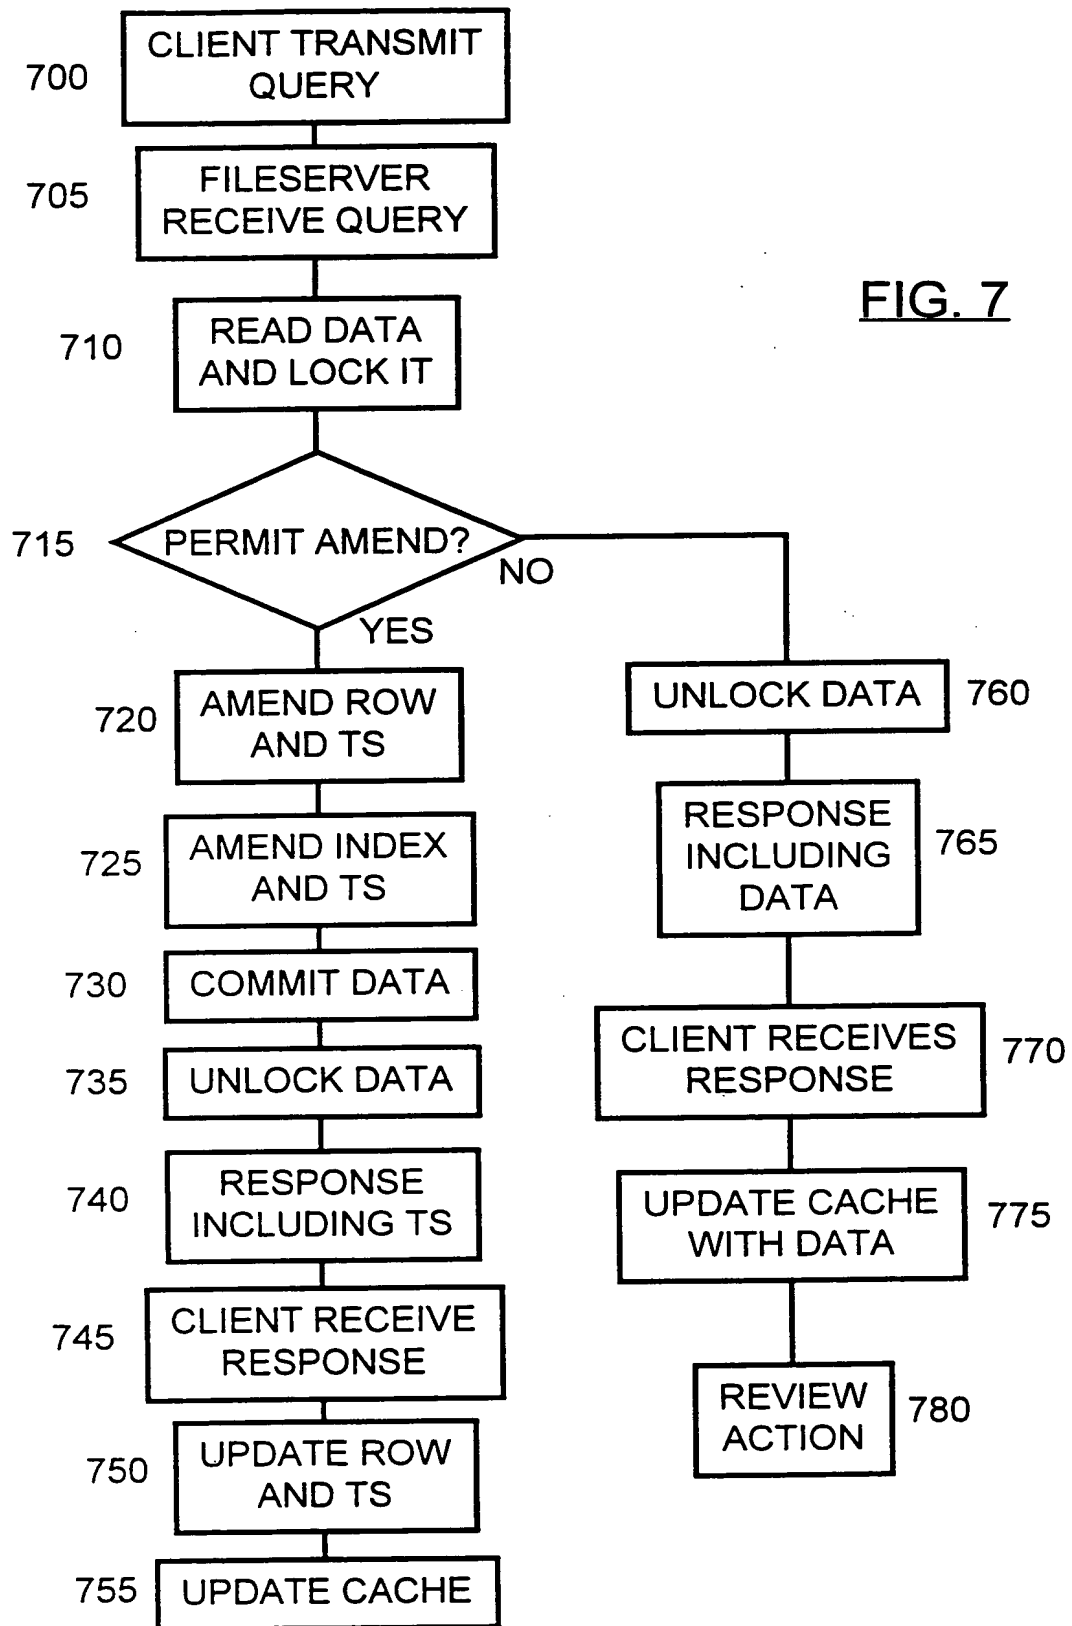 700
CLIENT TRANSMIT
QUERY
705
FILESERVER
RECEIVE QUERY
FIG. 7
710
READ DATA
AND LOCK IT
715
PERMIT AMEND?
NO
YES
720
AMEND ROW
AND TS
725
AMEND INDEX
AND TS
730
COMMIT DATA
735
UNLOCK DATA
740
RESPONSE
INCLUDING TS
745
CLIENT RECEIVE
RESPONSE
750
UPDATE ROW
AND TS
755
UPDATE CACHE
UNLOCK DATA
760
RESPONSE
INCLUDING
DATA
765
CLIENT RECEIVES
RESPONSE
770
UPDATE CACHE
WITH DATA
775
REVIEW
ACTION
780